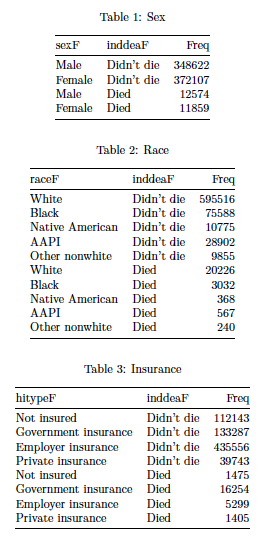 Table 1: Sex
sexF inddeaF Freq
Male Didn't die 348622
Female Didn't die 372107
Male Died 12574
Female Died 11859
Table 2: Race
raceF inddeaF Freq
White Didn't die 595516
Black Didn't die 75588
Native American Didn't die 10775
AAPI Didn't die 28902
Other nonwhite Didn't die 9855
White Died 20226
Black Died 3032
Native American Died 368
AAPI Died 567
Other nonwhite Died 240
Table 3: Insurance
hitypeF inddeaF Freq
Not insured Didn't die 112143
Government insurance Didn't die 133287
Employer insurance Didn't die 435556
Private insurance Didn't die 39743
Not insured Died 1475
Government insurance Died 16254
Employer insurance Died 5299
Private insurance Died 1405